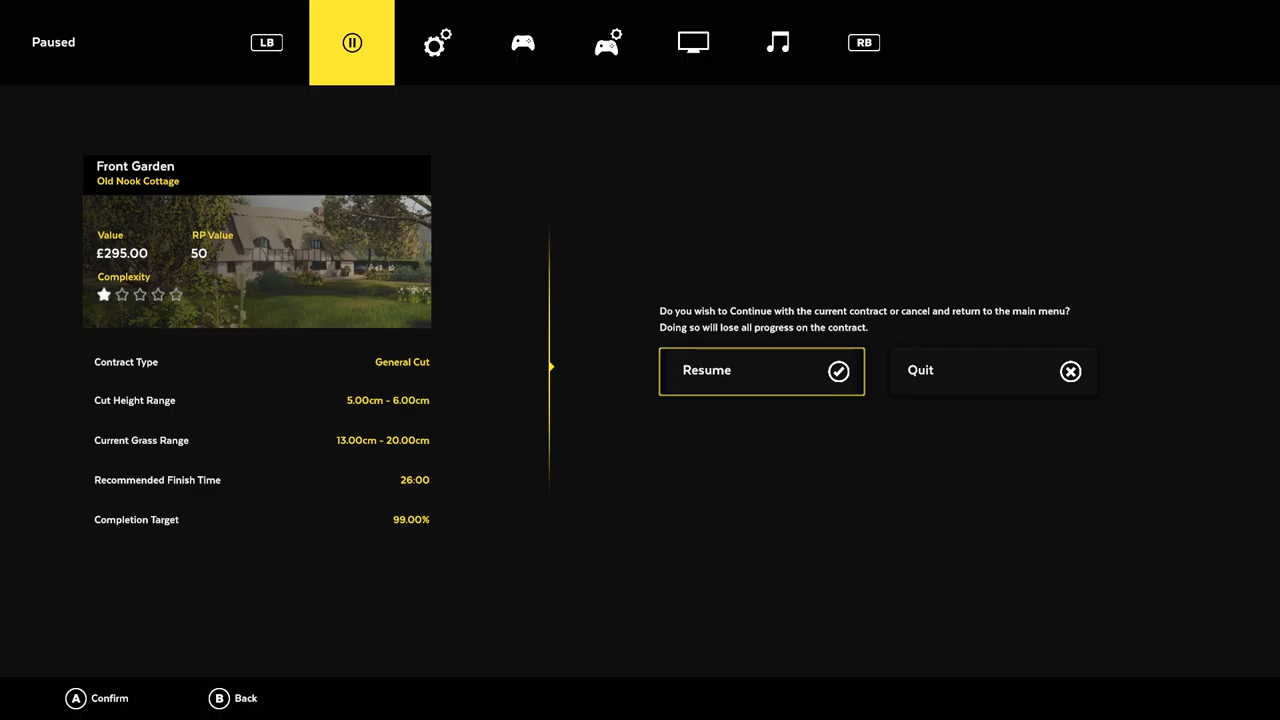 Paused
LB
RB
Front Garden
Old Nook Cottage
Value
RP Value
£295.00
50
Complexity
Contract Type
General Cut
Cut Height Range
5.00cm - 6.00cm
Current Grass Range
13.00cm - 20.00cm
Recommended Finish Time
26:00
Completion Target
99.00%
Do you wish to Continue with the current contract or cancel and return to the main menu?
Doing so will lose all progress on the contract.
Resume
Quit
A Confirm
B Back